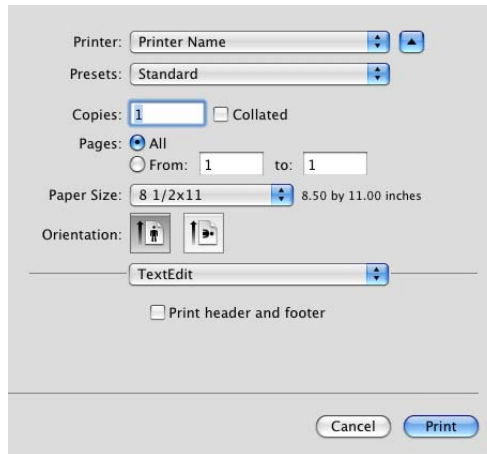 Printer: Printer Name
Presets: Standard
Copies: 1 Collated
Pages: All
From: 1 to: 1
Paper Size: 8 1/2x11 8.50 by 11.00 inches
Orientation:
TextEdit
Print header and footer
Cancel Print